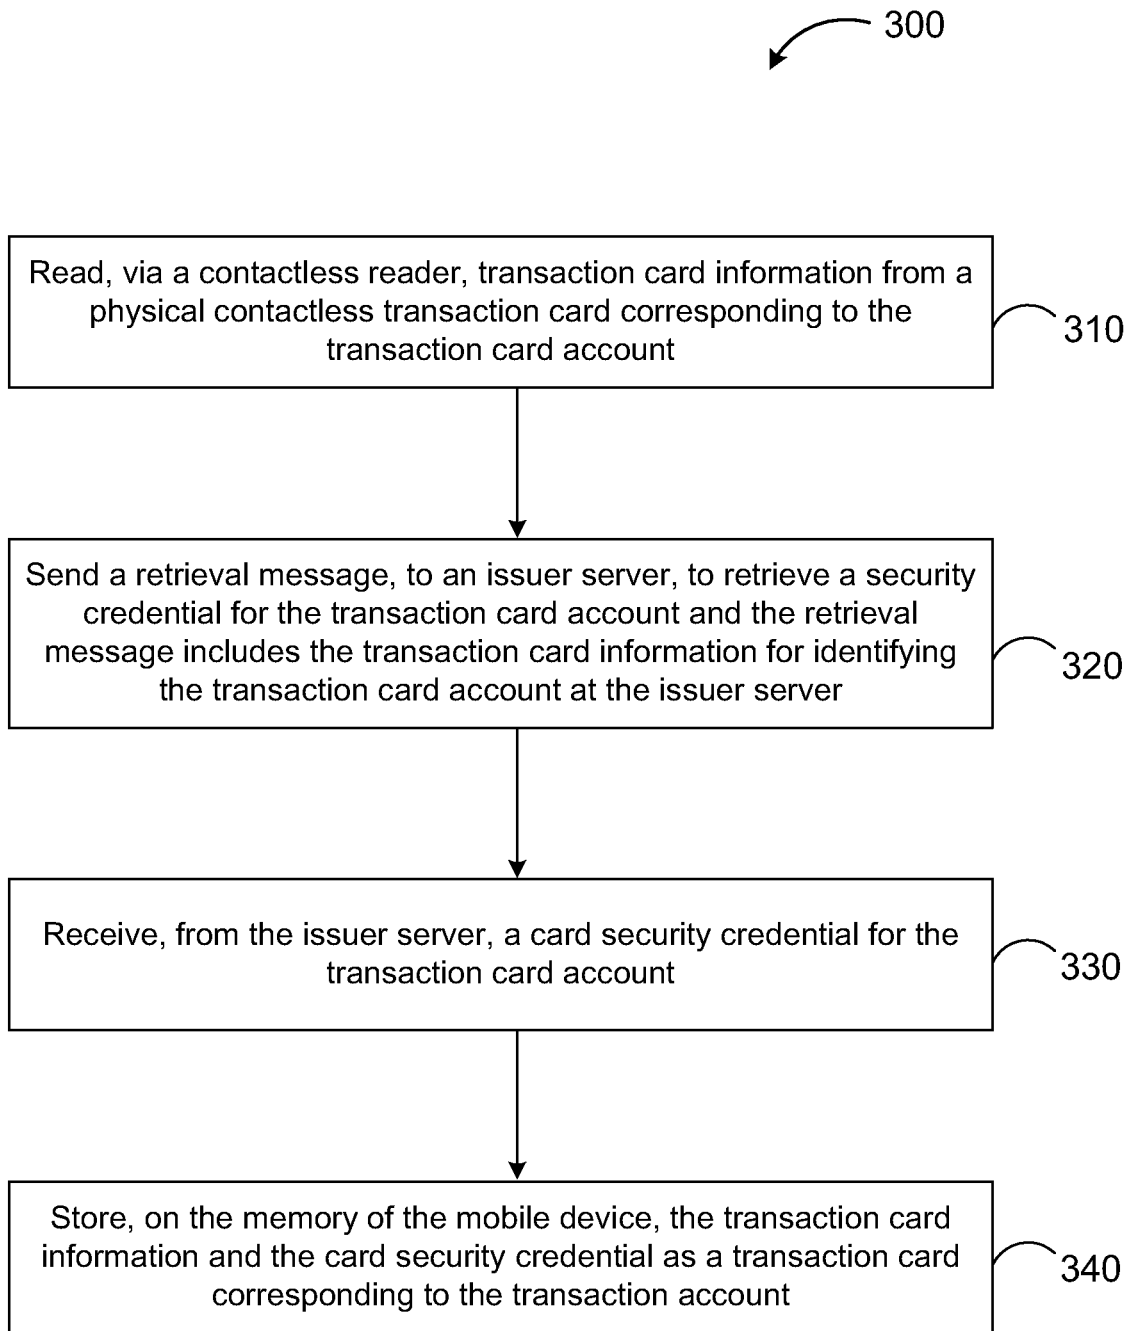 300
Read, via a contactless reader, transaction card information from a
physical contactless transaction card corresponding to the
transaction card account
310
Send a retrieval message, to an issuer server, to retrieve a security
credential for the transaction card account and the retrieval
message includes the transaction card information for identifying
the transaction card account at the issuer server
320
Receive, from the issuer server, a card security credential for the
transaction card account
330
Store, on the memory of the mobile device, the transaction card
information and the card security credential as a transaction card
corresponding to the transaction account
340